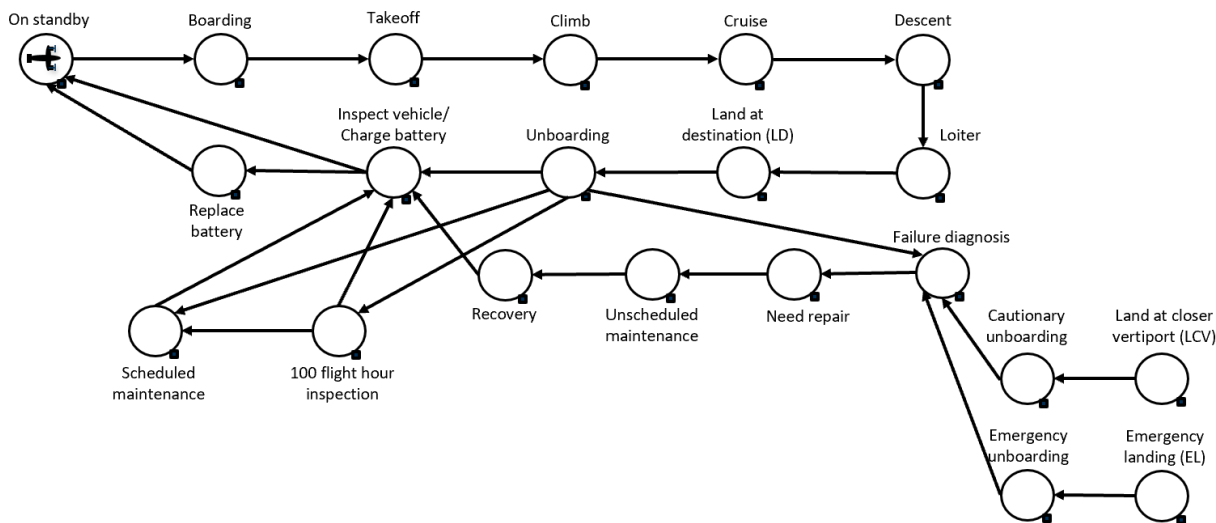 On standby
Boarding
Takeoff
Climb
Cruise
Descent
Inspect vehicle/
Charge battery
Unboarding
Land at
destination (LD)
Loiter
Replace
battery
Failure diagnosis
Recovery
Unscheduled
maintenance
Need repair
Cautionary
unboarding
Land at closer
vertiport (LCV)
Scheduled
maintenance
100 flight hour
inspection
Emergency
unboarding
Emergency
landing (EL)